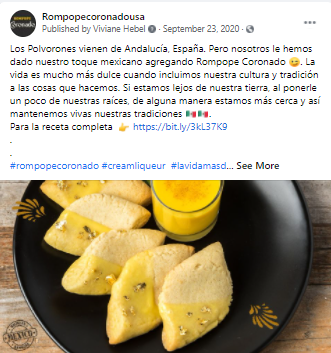 Rompopecoronadousa
Published by Viviane Hebel · September 23, 2020 ·
Los Polvorones vienen de Andalucía, España. Pero nosotros le hemos
dado nuestro toque mexicano agregando Rompope Coronado 😋. La
vida es mucho más dulce cuando incluimos nuestra cultura y tradición
a las cosas que hacemos. Si estamos lejos de nuestra tierra, al ponerle
un poco de nuestras raíces, de alguna manera estamos más cerca y así
mantenemos vivas nuestras tradiciones 🇲🇽🇲🇽.
Para la receta completa 👉 https://bit.ly/3kL37K9
.
.
#rompopecoronado #creamliqueur #lavidamasd... See More
Coronado
MEXICO